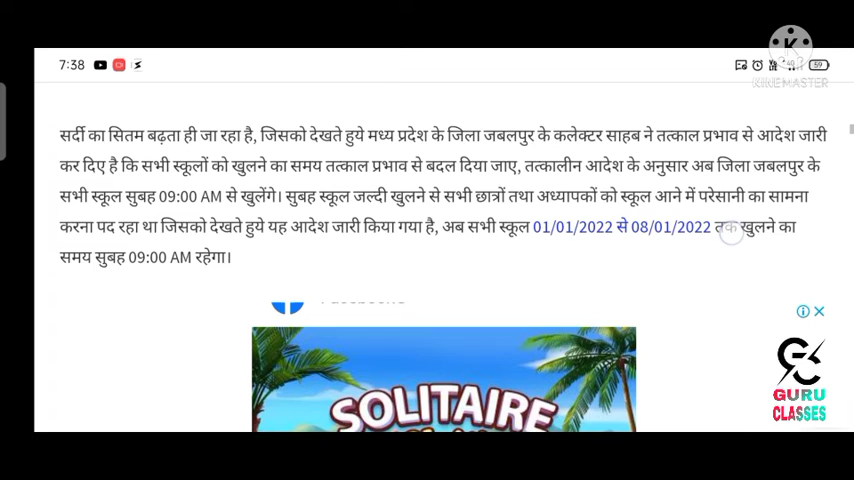 7:38
59
K
KINEMASTER
सर्दी का सितम बढ़ता ही जा रहा है, जिसको देखते हुये मध्य प्रदेश के जिला जबलपुर के कलेक्टर साहब ने तत्काल प्रभाव से आदेश जारी
कर दिए है कि सभी स्कूलों को खुलने का समय तत्काल प्रभाव से बदल दिया जाए, तत्कालीन आदेश के अनुसार अब जिला जबलपुर के
सभी स्कूल सुबह 09:00 AM से खुलेंगे। सुबह स्कूल जल्दी खुलने से सभी छात्रों तथा अध्यापकों को स्कूल आने में परेसानी का सामना
करना पद रहा था जिसको देखते हुये यह आदेश जारी किया गया है, अब सभी स्कूल 01/01/2022 से 08/01/2022 तक खुलने का
समय सुबह 09:00 AM रहेगा।
SOLITAIRE
GURU
CLASSES